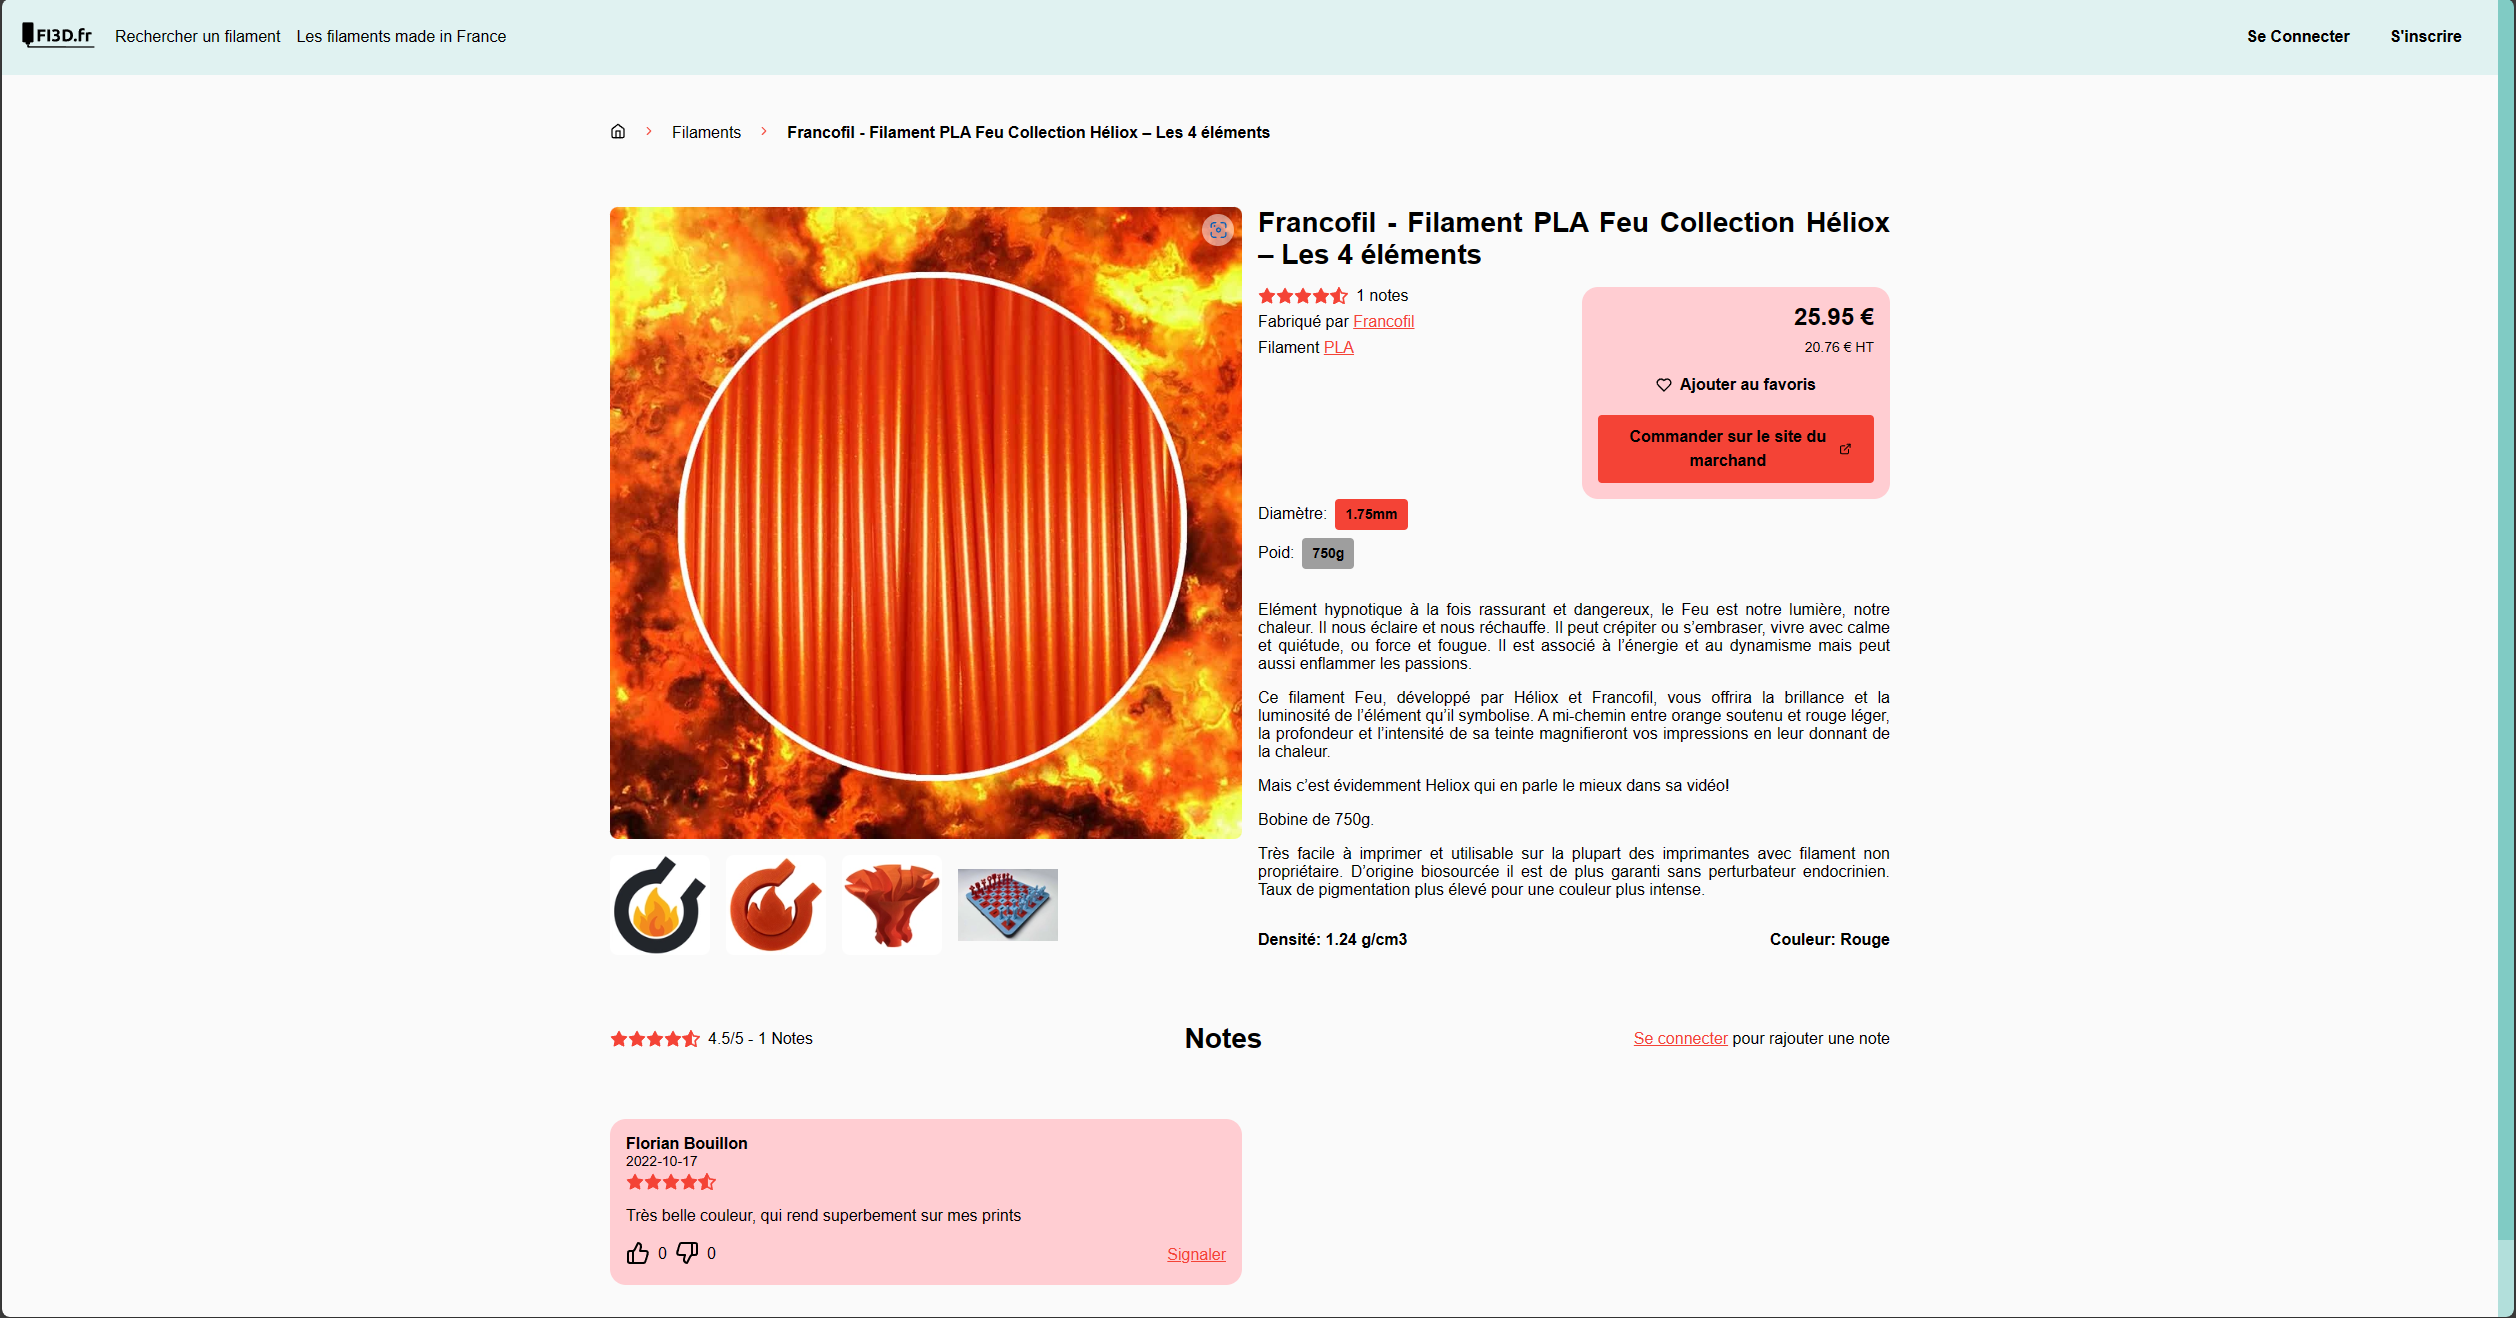 FI3D.fr
Rechercher un filament
Les filaments made in France
Se Connecter
S'inscrire
Filaments
Francofil - Filament PLA Feu Collection Héliox – Les 4 éléments
Francofil - Filament PLA Feu Collection Héliox
– Les 4 éléments
1 notes
Fabriqué par Francofil
Filament PLA
25.95 €
20.76 € HT
Ajouter au favoris
Commander sur le site du
marchand
Diamètre: 1.75mm
Poid: 750g
Elément hypnotique à la fois rassurant et dangereux, le Feu est notre lumière, notre
chaleur. Il nous éclaire et nous réchauffe. Il peut crépiter ou s’embraser, vivre avec calme
et quiétude, ou force et fougue. Il est associé à l’énergie et au dynamisme mais peut
aussi enflammer les passions.
Ce filament Feu, développé par Héliox et Francofil, vous offrira la brillance et la
luminosité de l’élément qu’il symbolise. A mi-chemin entre orange soutenu et rouge léger,
la profondeur et l’intensité de sa teinte magnifieront vos impressions en leur donnant de
la chaleur.
Mais c’est évidemment Heliox qui en parle le mieux dans sa vidéo!
Bobine de 750g.
Très facile à imprimer et utilisable sur la plupart des imprimantes avec filament non
propriétaire. D’origine biosourcée il est de plus garanti sans perturbateur endocrinien.
Taux de pigmentation plus élevé pour une couleur plus intense.
Densité: 1.24 g/cm3
Couleur: Rouge
4.5/5 - 1 Notes
Notes
Se connecter pour rajouter une note
Florian Bouillon
2022-10-17
Très belle couleur, qui rend superbement sur mes prints
0
0
Signaler